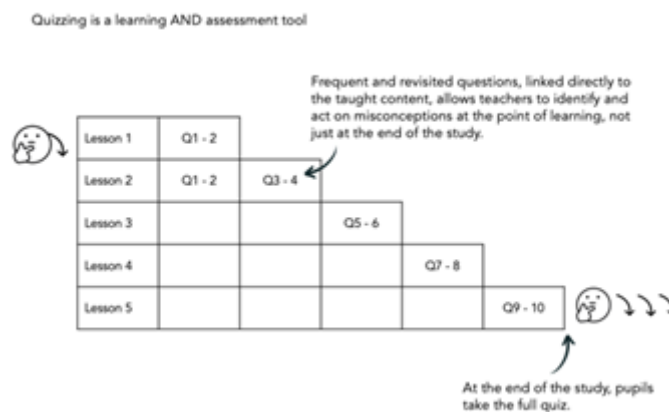 Quizzing is a learning AND assessment tool
Frequent and revisited questions, linked directly to
the taught content, allows teachers to identify and
act on misconceptions at the point of learning, not
just at the end of the study.
Lesson 1 Q1 - 2
Lesson 2 Q1 - 2 Q3 - 4
Lesson 3 Q5 - 6
Lesson 4 Q7 - 8
Lesson 5 Q9 - 10
At the end of the study, pupils
take the full quiz.